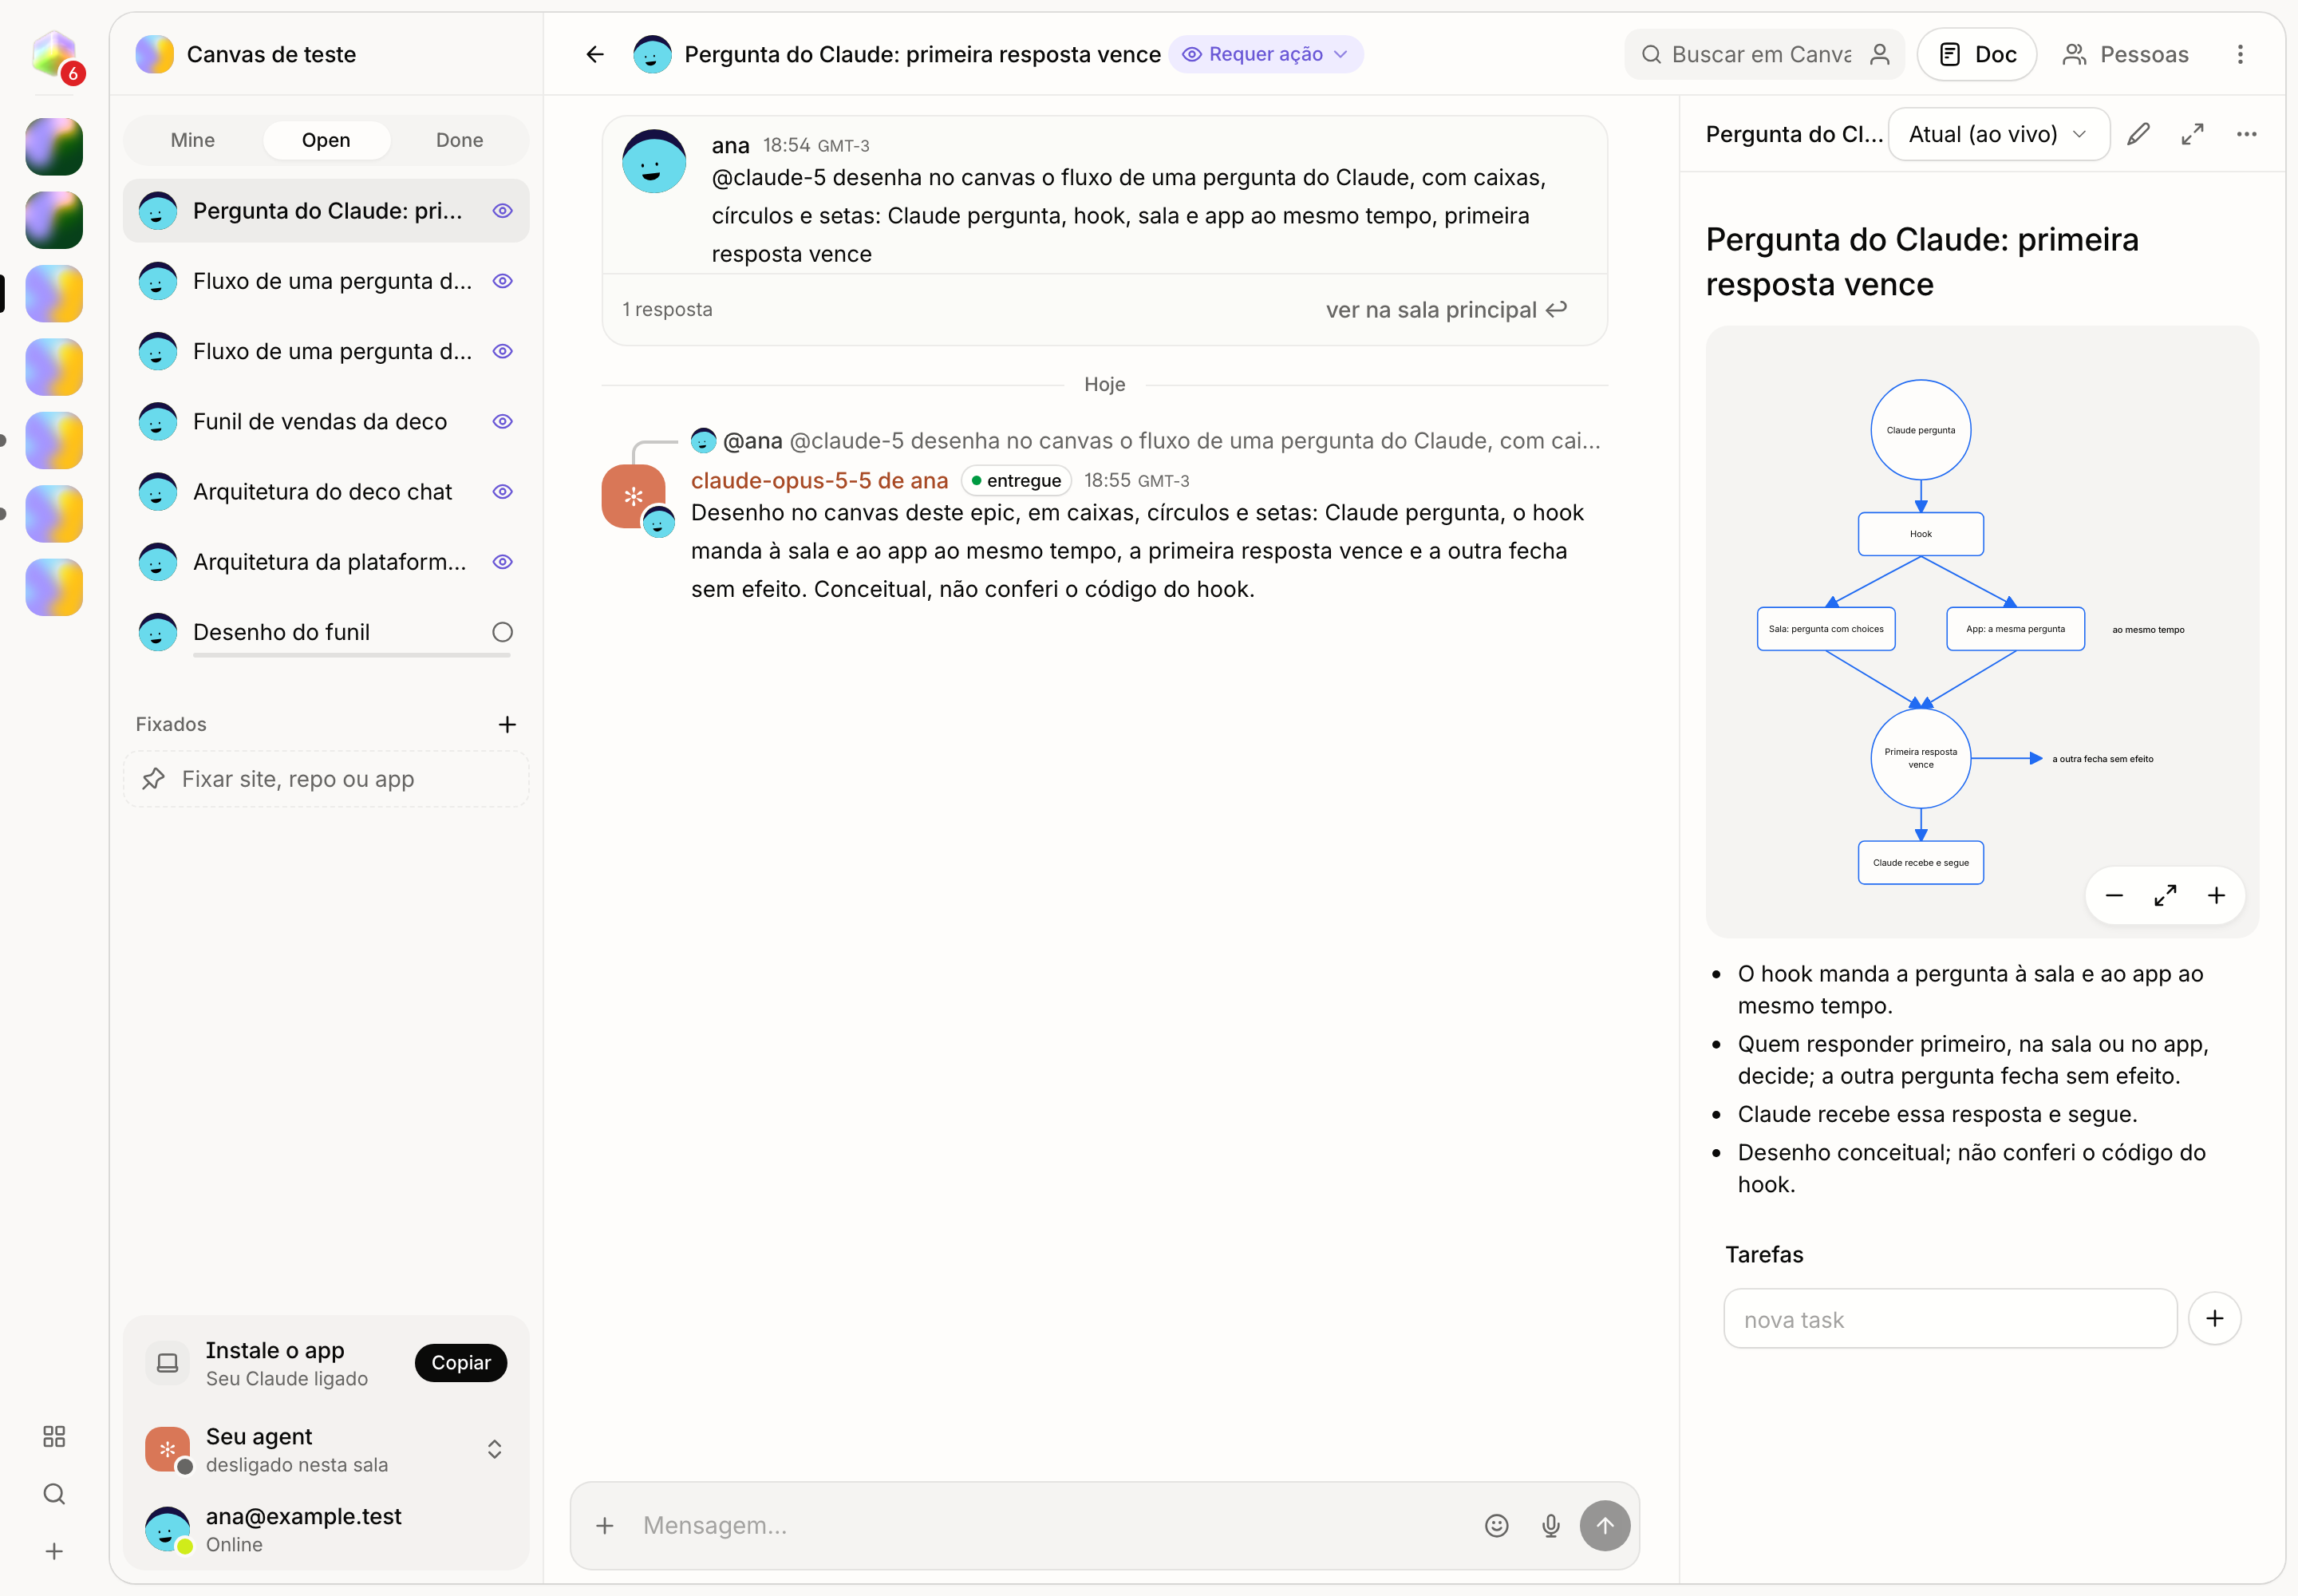 6
Canvas de teste
Mine
Open
Done
Pergunta do Claude: pri...
Fluxo de uma pergunta d...
Fluxo de uma pergunta d...
Funil de vendas da deco
Arquitetura do deco chat
Arquitetura da plataform...
Desenho do funil
Fixados
Fixar site, repo ou app
Instale o app
Seu Claude ligado
Copiar
Seu agent
desligado nesta sala
ana@example.test
Online
Pergunta do Claude: primeira resposta vence
Requer ação
Buscar em Canva
Doc
Pessoas
ana 18:54 GMT-3
@claude-5 desenha no canvas o fluxo de uma pergunta do Claude, com caixas,
círculos e setas: Claude pergunta, hook, sala e app ao mesmo tempo, primeira
resposta vence
1 resposta
ver na sala principal
Hoje
@ana @claude-5 desenha no canvas o fluxo de uma pergunta do Claude, com cai...
claude-opus-5-5 de ana entregue 18:55 GMT-3
Desenho no canvas deste epic, em caixas, círculos e setas: Claude pergunta, o hook
manda à sala e ao app ao mesmo tempo, a primeira resposta vence e a outra fecha
sem efeito. Conceitual, não conferi o código do hook.
Mensagem...
Pergunta do Cl...
Atual (ao vivo)
Pergunta do Claude: primeira
resposta vence
Claude pergunta
Hook
Sala: pergunta com choices
App: a mesma pergunta
ao mesmo tempo
Primeira resposta
vence
a outra fecha sem efeito
Claude recebe e segue
O hook manda a pergunta à sala e ao app ao
mesmo tempo.
Quem responder primeiro, na sala ou no app,
decide; a outra pergunta fecha sem efeito.
Claude recebe essa resposta e segue.
Desenho conceitual; não conferi o código do
hook.
Tarefas
nova task